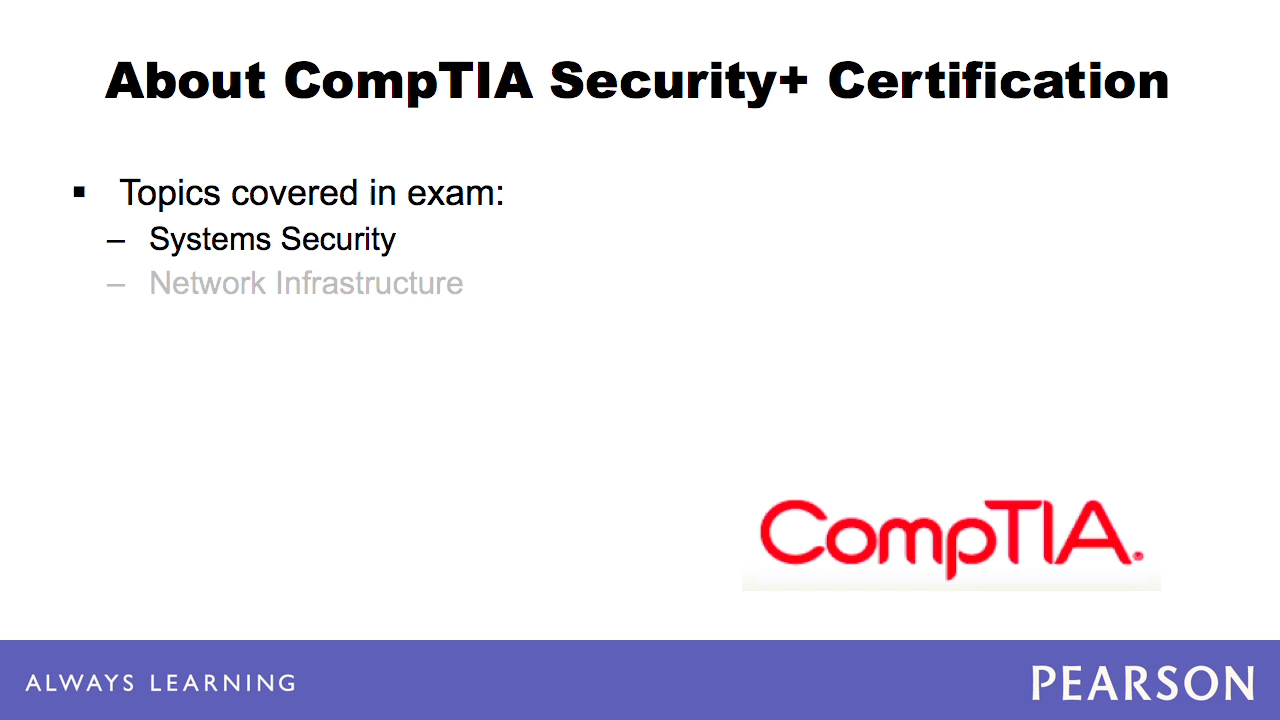 About CompTIA Security+ Certification
▪ Topics covered in exam:
– Systems Security
– Network Infrastructure
CompTIA.
ALWAYS LEARNING
PEARSON